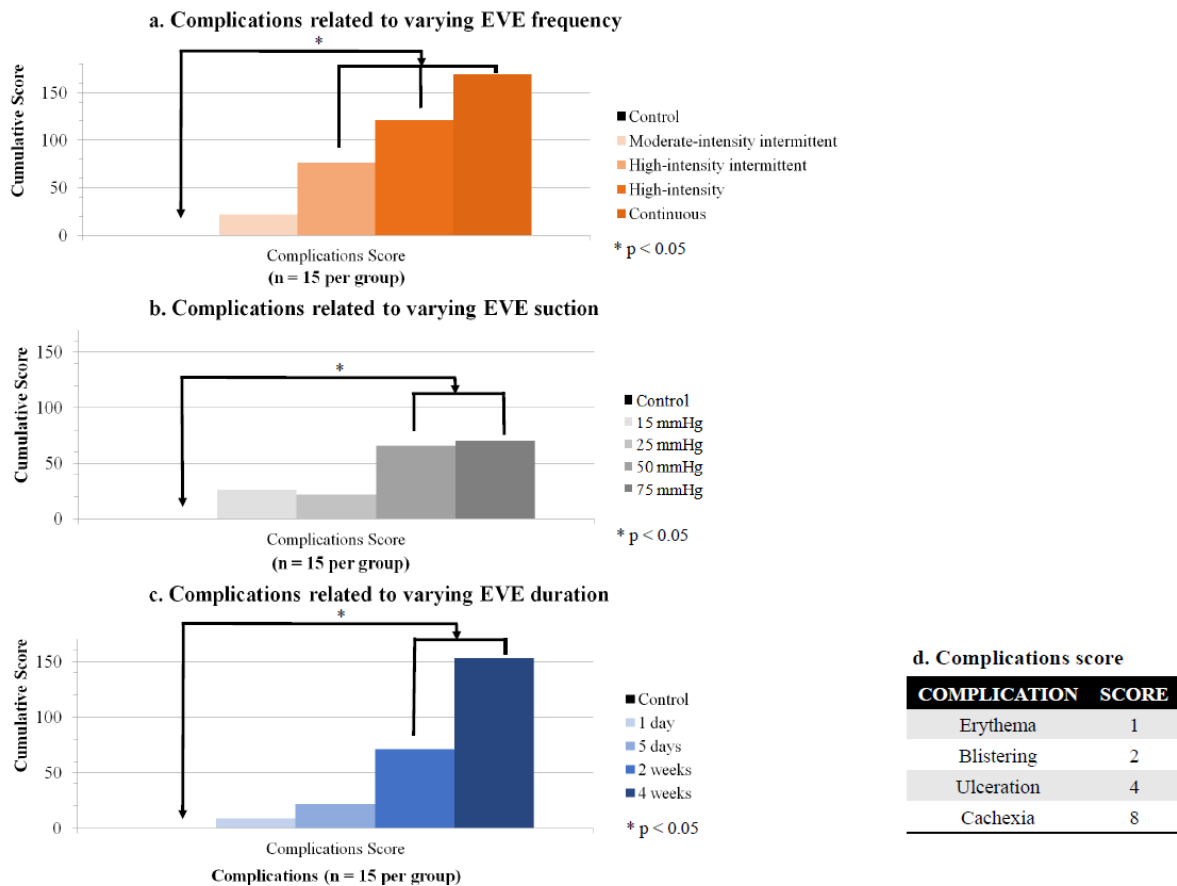 a. Complications related to varying EVE frequency
*
Cumulative Score
150
100
50
0
Complications Score
(n = 15 per group)
Control
Moderate-intensity intermittent
High-intensity intermittent
High-intensity
Continuous
* p < 0.05
b. Complications related to varying EVE suction
*
Cumulative Score
150
100
50
0
Complications Score
(n = 15 per group)
Control
15 mmHg
25 mmHg
50 mmHg
75 mmHg
* p < 0.05
c. Complications related to varying EVE duration
*
Cumulative Score
150
100
50
0
Complications Score
Complications (n = 15 per group)
Control
1 day
5 days
2 weeks
4 weeks
* p < 0.05
d. Complications score
COMPLICATION SCORE
Erythema 1
Blistering 2
Ulceration 4
Cachexia 8